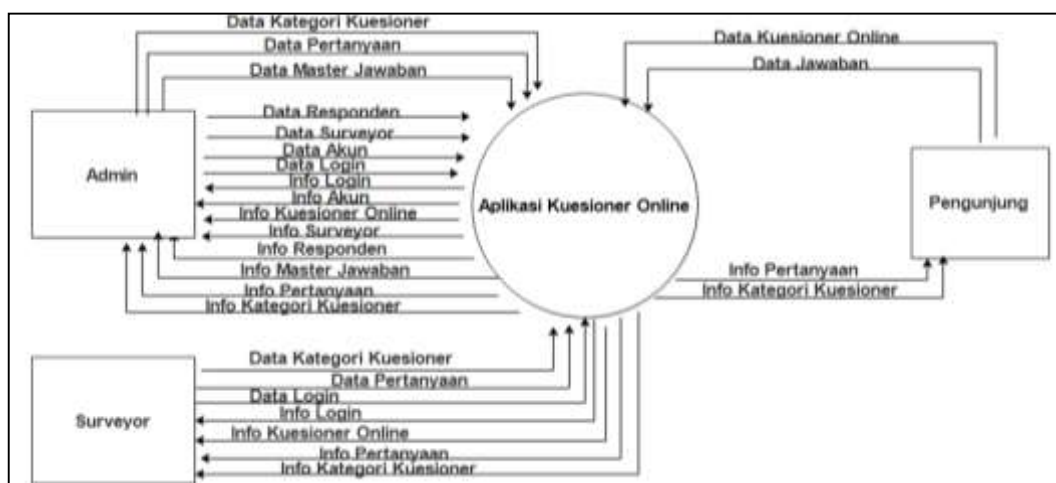 Data Kategori Kuesioner
Data Pertanyaan
Data Master Jawaban
Data Kuesioner Online
Data Jawaban
Data Responden
Data Surveyor
Data Akun
Data Login
Info Login
Info Akun
Info Kuesioner Online
Info Surveyor
Info Responden
Info Master Jawaban
Info Pertanyaan
Info Kategori Kuesioner
Admin
Aplikasi Kuesioner Online
Pengunjung
Info Pertanyaan
Info Kategori Kuesioner
Data Kategori Kuesioner
Data Pertanyaan
Data Login
Info Login
Info Kuesioner Online
Info Pertanyaan
Info Kategori Kuesioner
Surveyor